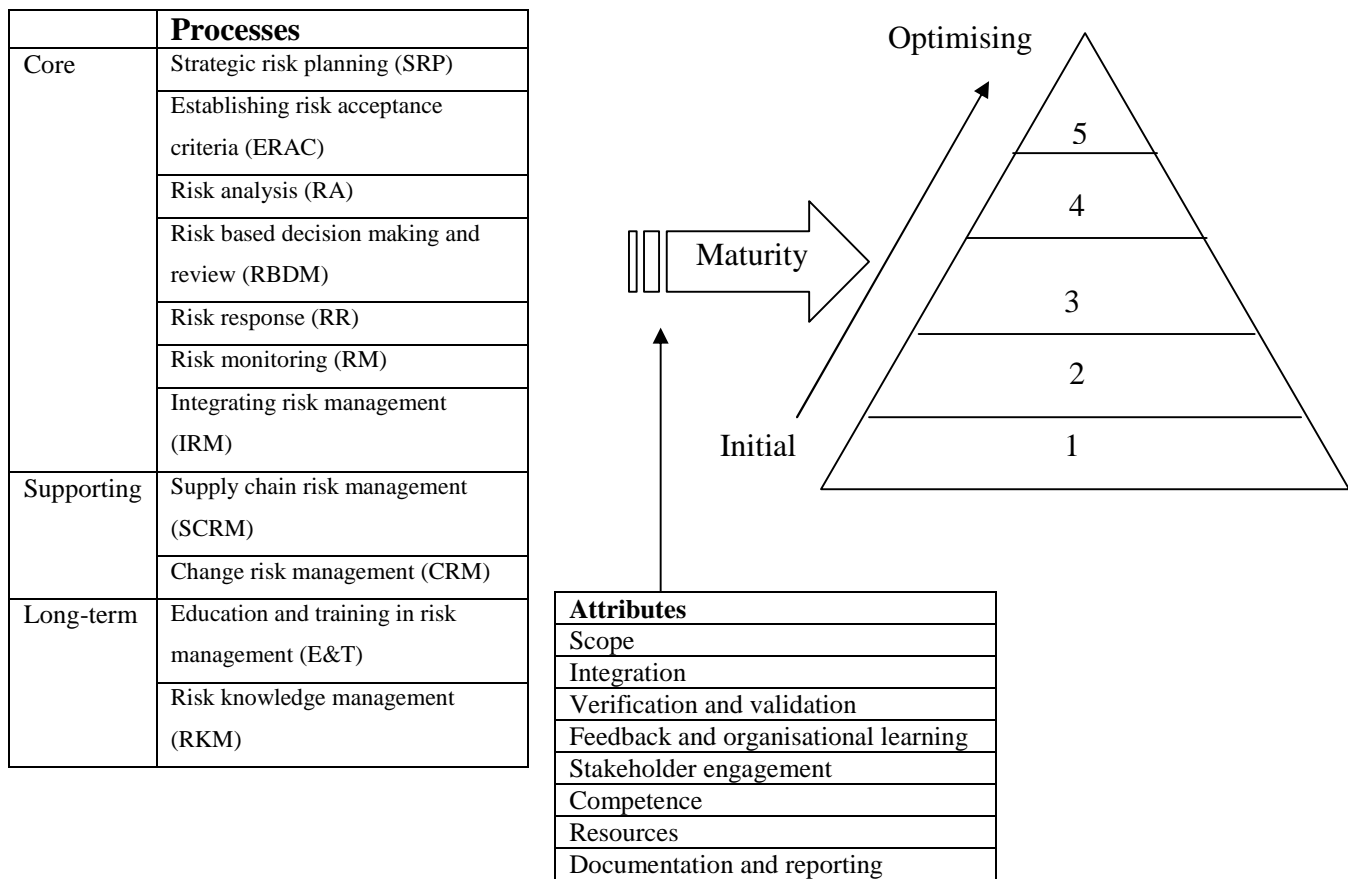 Processes
Core
Strategic risk planning (SRP)
Establishing risk acceptance
criteria (ERAC)
Risk analysis (RA)
Risk based decision making and
review (RBDM)
Risk response (RR)
Risk monitoring (RM)
Integrating risk management
(IRM)
Supporting
Supply chain risk management
(SCRM)
Change risk management (CRM)
Long-term
Education and training in risk
management (E&T)
Risk knowledge management
(RKM)
Optimising
Maturity
Initial
5
4
3
2
1
Attributes
Scope
Integration
Verification and validation
Feedback and organisational learning
Stakeholder engagement
Competence
Resources
Documentation and reporting